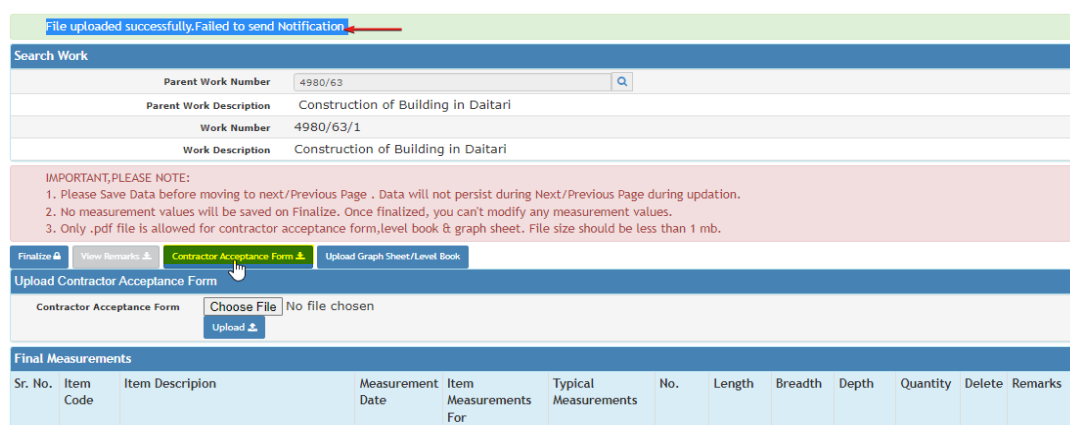 File uploaded successfully.Failed to send Notification
Search Work
Parent Work Number 4980/63
Parent Work Description Construction of Building in Daitari
Work Number 4980/63/1
Work Description Construction of Building in Daitari
IMPORTANT,PLEASE NOTE:
1. Please Save Data before moving to next/Previous Page . Data will not persist during Next/Previous Page during updation.
2. No measurement values will be saved on Finalize. Once finalized, you can't modify any measurement values.
3. Only .pdf file is allowed for contractor acceptance form,level book & graph sheet. File size should be less than 1 mb.
Finalize View Remarks Contractor Acceptance Form Upload Graph Sheet/Level Book
Upload Contractor Acceptance Form
Contractor Acceptance Form Choose File No file chosen
Upload
Final Measurements
Sr. No. Item Code Item Descripion Measurement Date Item Measurements For Typical Measurements No. Length Breadth Depth Quantity Delete Remarks